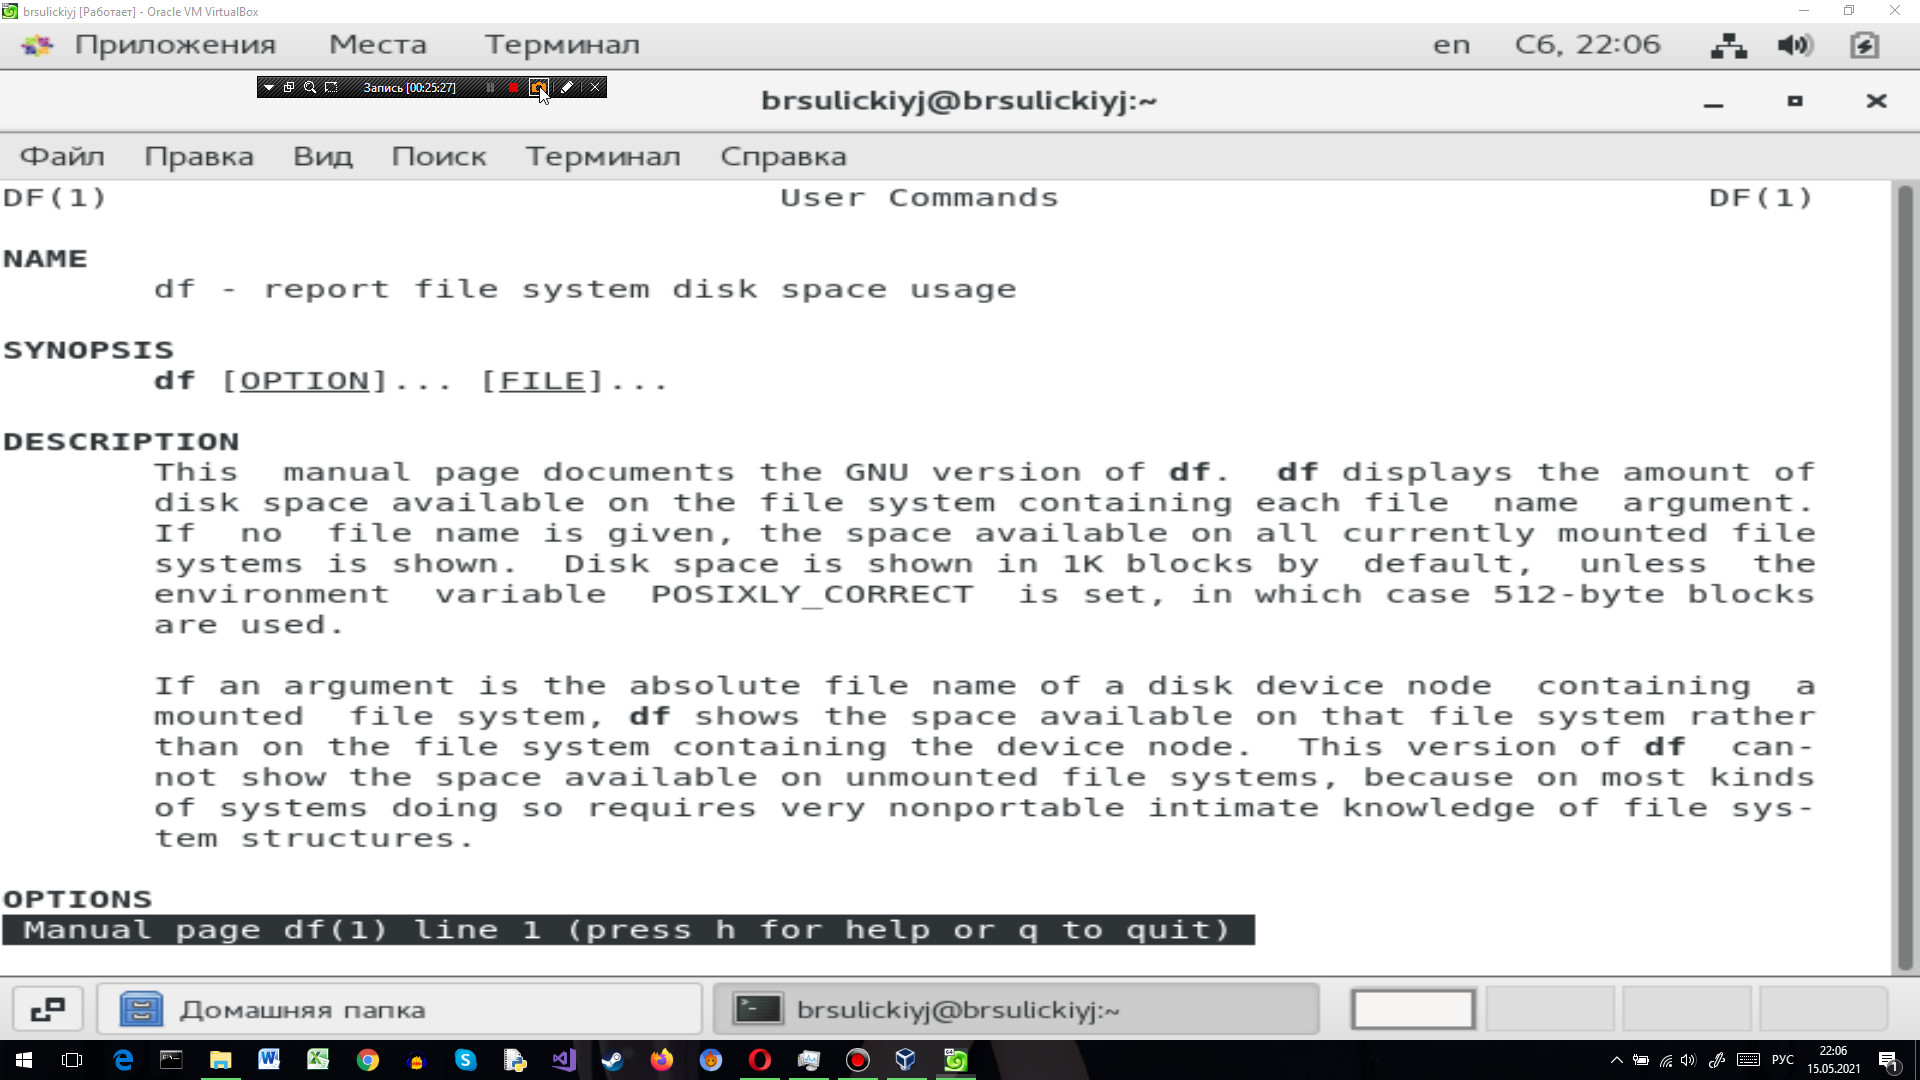 brsulickiyj [Работает] - Oracle VM VirtualBox
Приложения Места Терминал en Сб, 22:06
Запись [00:25:27]
brsulickiyj@brsulickiyj:~
Файл Правка Вид Поиск Терминал Справка
DF(1) User Commands DF(1)
NAME
df - report file system disk space usage
SYNOPSIS
df [OPTION]... [FILE]...
DESCRIPTION
This manual page documents the GNU version of df. df displays the amount of
disk space available on the file system containing each file name argument.
If no file name is given, the space available on all currently mounted file
systems is shown. Disk space is shown in 1K blocks by default, unless the
environment variable POSIXLY_CORRECT is set, in which case 512-byte blocks
are used.
If an argument is the absolute file name of a disk device node containing a
mounted file system, df shows the space available on that file system rather
than on the file system containing the device node. This version of df can-
not show the space available on unmounted file systems, because on most kinds
of systems doing so requires very nonportable intimate knowledge of file sys-
tem structures.
OPTIONS
Manual page df(1) line 1 (press h for help or q to quit)
Домашняя папка brsulickiyj@brsulickiyj:~
РУС 22:06
15.05.2021